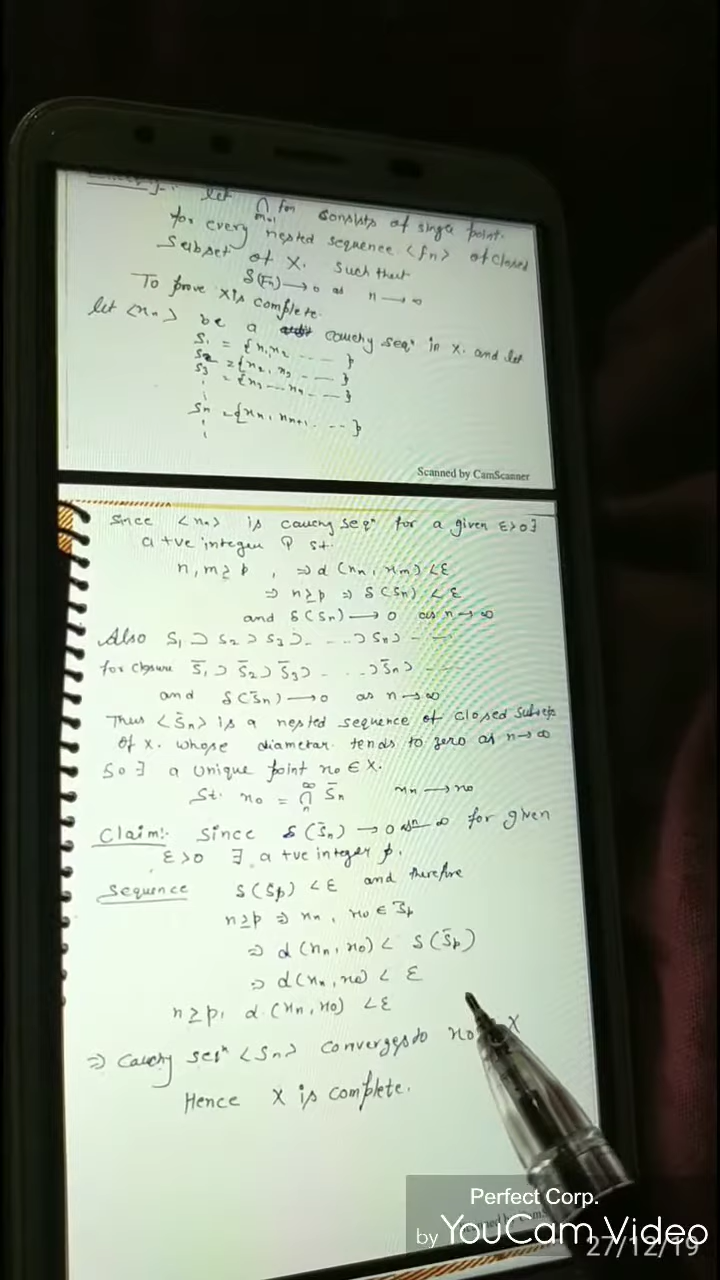 let ∩ Fn consists of single point.
n=1
for every nested sequence <Fn> of closed
Subset of X. Such that
δ(Fn) → 0 as n → ∞
To prove X is complete.
let <xn> be a cauchy seqⁿ in X. and let
S1 = {x1, x2 ... }
S2 = {x2, x3 ... }
S3 = {x3 ... xn ... }
Sn = {xn, xn+1 ... }
Scanned by CamScanner
Since <xn> is cauchy seqⁿ for a given ε>0 ∃
a +ve integer P st.
n, m ≥ p , ⇒ d (xn, xm) < ε
⇒ n ≥ p ⇒ δ(Sn) < ε
and δ(Sn) → 0 as n → ∞
Also S1 ⊃ S2 ⊃ S3 ⊃ - ... ⊃ Sn ⊃ - --
for closure S̄1 ⊃ S̄2 ⊃ S̄3 ⊃ - ... ⊃ S̄n ⊃ - --
and δ(S̄n) → 0 as n → ∞
Thus <S̄n> is a nested sequence of closed subsets
of X. whose diameter tends to zero as n → ∞
So ∃ a unique point x0 ∈ X.
St. x0 = ∩ S̄n xn → x0
Claim:- Since δ(S̄n) → 0 as n → ∞ for given
ε > 0 ∃ a +ve integer p.
Sequence δ(S̄p) < ε and therefore
n ≥ p ⇒ xn, x0 ∈ S̄p
⇒ d(xn, x0) < δ(S̄p)
⇒ d(xn, x0) < ε
n ≥ p, d(xn, x0) < ε
⇒ Cauchy seqⁿ <Sn> converges to x0 X
Hence X is complete.
Perfect Corp.
by YouCam Video
27/12/19